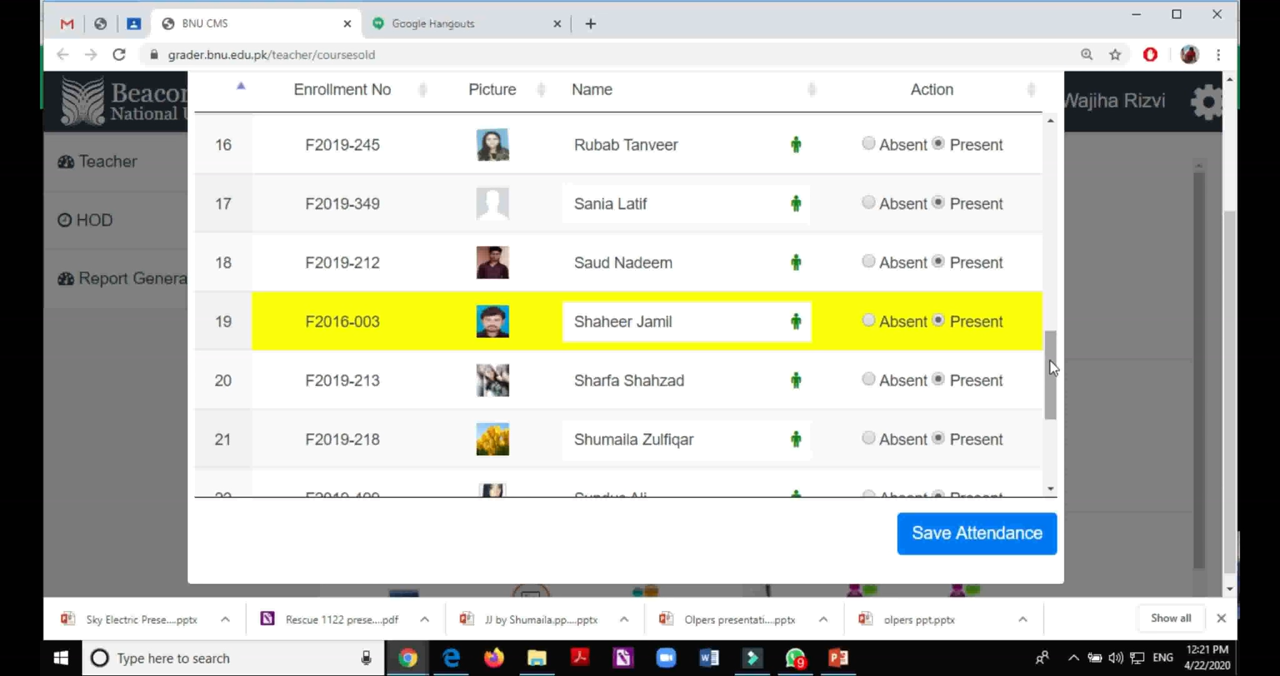 BNU CMS
Google Hangouts
grader.bnu.edu.pk/teacher/coursesold
Beacon
National U
Wajiha Rizvi
Teacher
HOD
Report Genera
Enrollment No Picture Name Action
16 F2019-245 Rubab Tanveer Absent Present
17 F2019-349 Sania Latif Absent Present
18 F2019-212 Saud Nadeem Absent Present
19 F2016-003 Shaheer Jamil Absent Present
20 F2019-213 Sharfa Shahzad Absent Present
21 F2019-218 Shumaila Zulfiqar Absent Present
Save Attendance
Sky Electric Prese....pptx
Rescue 1122 prese....pdf
JJ by Shumaila.pp....pptx
Olpers presentati....pptx
olpers ppt.pptx
Show all
Type here to search
9
ENG
12:21 PM
4/22/2020